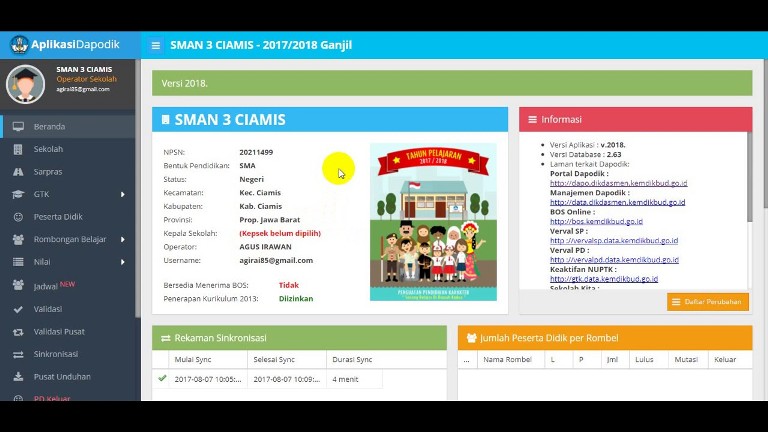 AplikasiDapodik
SMAN 3 CIAMIS - 2017/2018 Ganjil
SMAN 3 CIAMIS
Operator Sekolah
agirai85@gmail.com
Beranda
Sekolah
Sarpras
GTK
Peserta Didik
Rombongan Belajar
Nilai
Jadwal NEW
Validasi
Validasi Pusat
Sinkronisasi
Pusat Unduhan
PD Keluar
Versi 2018.
SMAN 3 CIAMIS
NPSN: 20211499
Bentuk Pendidikan: SMA
Status: Negeri
Kecamatan: Kec. Ciamis
Kabupaten: Kab. Ciamis
Provinsi: Prop. Jawa Barat
Kepala Sekolah: (Kepsek belum dipilih)
Operator: AGUS IRAWAN
Username: agirai85@gmail.com
Bersedia Menerima BOS: Tidak
Penerapan Kurikulum 2013: Diizinkan
TAHUN PELAJARAN
2017 / 2018
PENGUATAN PENDIDIKAN KARAKTER
Informasi
Versi Aplikasi : v.2018.
Versi Database : 2.63
Laman terkait Dapodik:
Portal Dapodik :
http://dapo.dikdasmen.kemdikbud.go.id
Manajemen Dapodik :
http://data.dikdasmen.kemdikbud.go.id
BOS Online :
http://bos.kemdikbud.go.id
Verval SP :
http://vervalsp.data.kemdikbud.go.id
Verval PD :
http://vervalpd.data.kemdikbud.go.id
Keaktifan NUPTK :
http://gtk.data.kemdikbud.go.id
Sekolah Kita :
Daftar Perubahan
Rekaman Sinkronisasi
Mulai Sync Selesai Sync Durasi Sync
2017-08-07 10:05:... 2017-08-07 10:09:... 4 menit
Jumlah Peserta Didik per Rombel
... Nama Rombel L P Jml Lulus Mutasi Keluar